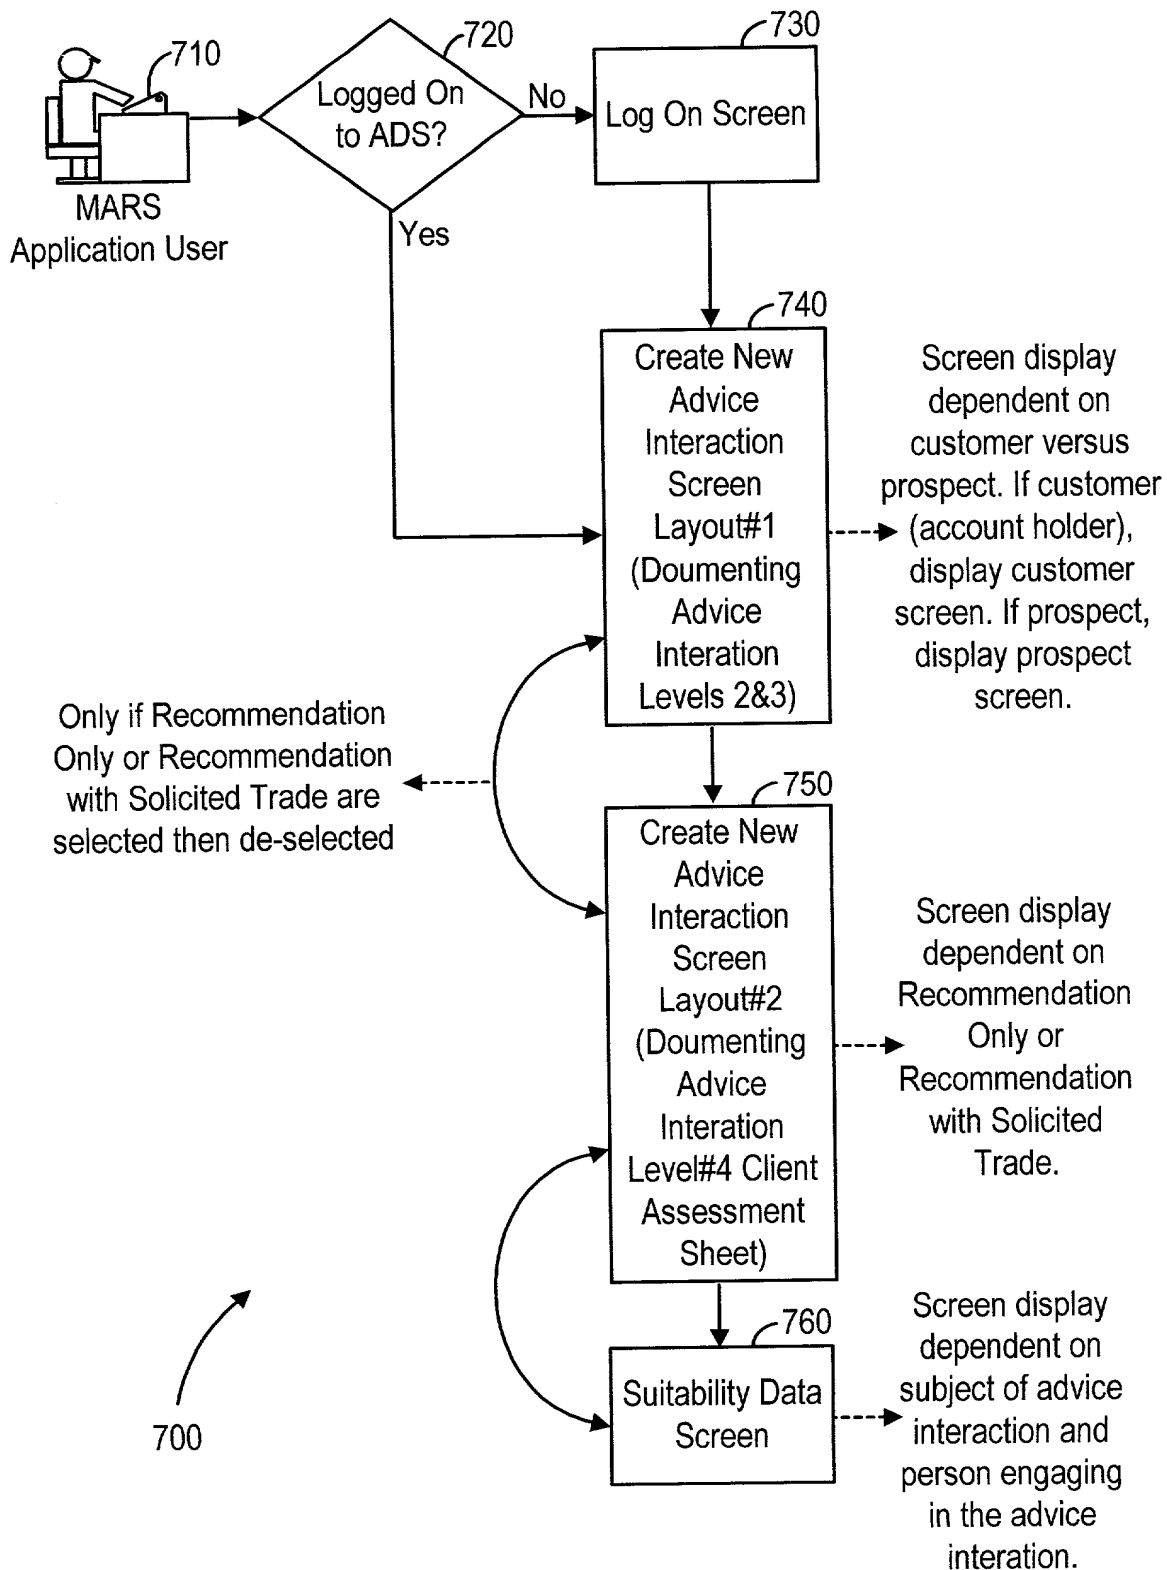 710
MARS
Application User
720
Logged On
to ADS?
No
Yes
730
Log On Screen
740
Create New
Advice
Interaction
Screen
Layout#1
(Doumenting
Advice
Interation
Levels 2&3)
Screen display
dependent on
customer versus
prospect. If customer
(account holder),
display customer
screen. If prospect,
display prospect
screen.
Only if Recommendation
Only or Recommendation
with Solicited Trade are
selected then de-selected
750
Create New
Advice
Interaction
Screen
Layout#2
(Doumenting
Advice
Interation
Level#4 Client
Assessment
Sheet)
Screen display
dependent on
Recommendation
Only or
Recommendation
with Solicited
Trade.
760
Suitability Data
Screen
Screen display
dependent on
subject of advice
interaction and
person engaging
in the advice
interation.
700